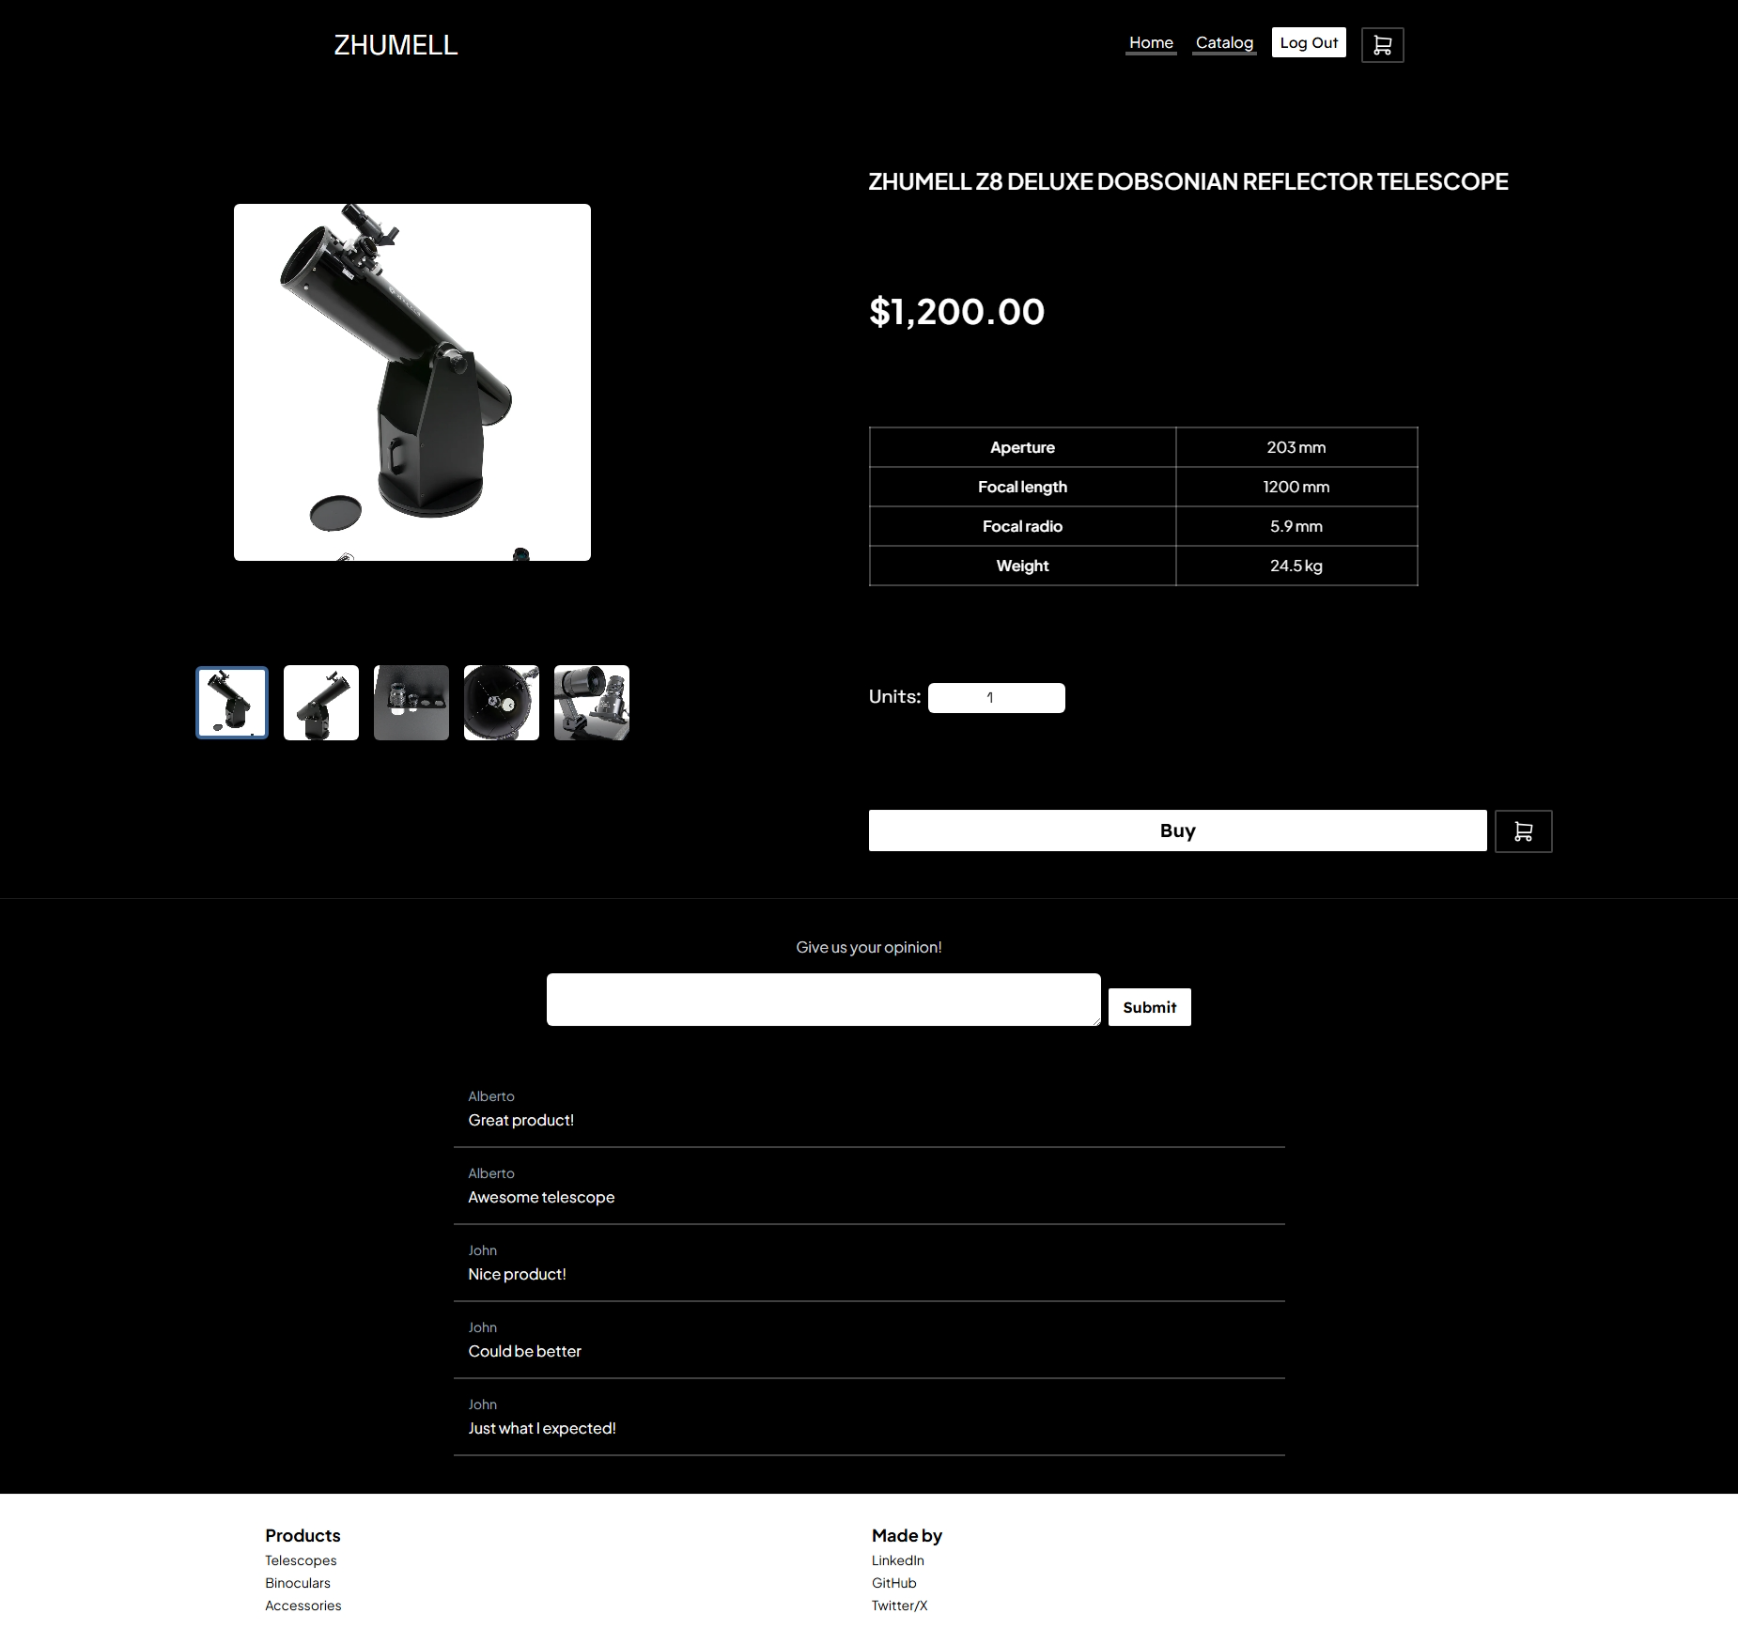 ZHUMELL
Home Catalog Log Out
ZHUMELL Z8 DELUXE DOBSONIAN REFLECTOR TELESCOPE
$1,200.00
Aperture 203 mm
Focal length 1200 mm
Focal radio 5.9 mm
Weight 24.5 kg
Units: 1
Buy
Give us your opinion!
Submit
Alberto
Great product!
Alberto
Awesome telescope
John
Nice product!
John
Could be better
John
Just what I expected!
Products
Telescopes
Binoculars
Accessories
Made by
LinkedIn
GitHub
Twitter/X